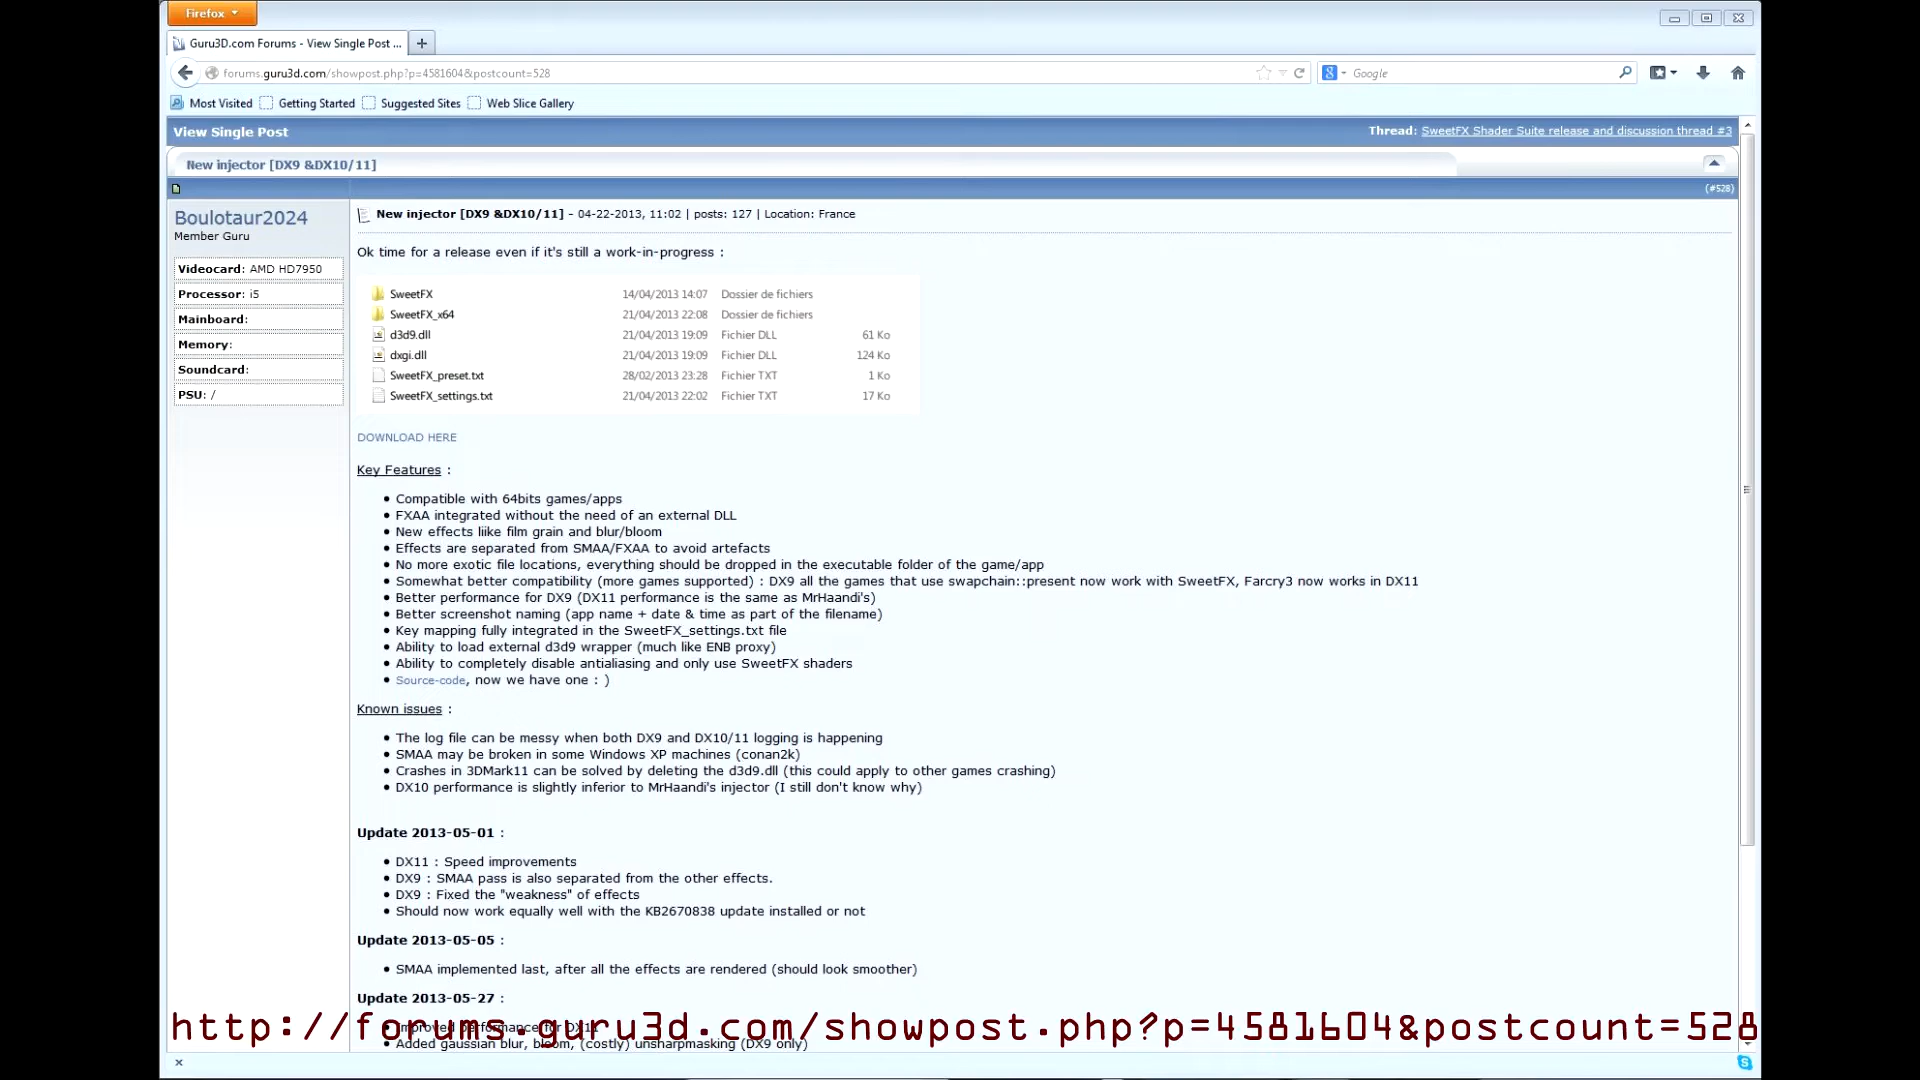 Firefox
Guru3D.com Forums - View Single Post ...
forums.guru3d.com/showpost.php?p=4581604&postcount=528
Google
Most Visited Getting Started Suggested Sites Web Slice Gallery
View Single Post
Thread: SweetFX Shader Suite release and discussion thread #3
New injector [DX9 &DX10/11]
(#528)
Boulotaur2024
Member Guru
Videocard: AMD HD7950
Processor: i5
Mainboard:
Memory:
Soundcard:
PSU: /
New injector [DX9 &DX10/11] - 04-22-2013, 11:02 | posts: 127 | Location: France
Ok time for a release even if it's still a work-in-progress :
SweetFX 14/04/2013 14:07 Dossier de fichiers
SweetFX_x64 21/04/2013 22:08 Dossier de fichiers
d3d9.dll 21/04/2013 19:09 Fichier DLL 61 Ko
dxgi.dll 21/04/2013 19:09 Fichier DLL 124 Ko
SweetFX_preset.txt 28/02/2013 23:28 Fichier TXT 1 Ko
SweetFX_settings.txt 21/04/2013 22:02 Fichier TXT 17 Ko
DOWNLOAD HERE
Key Features :
Compatible with 64bits games/apps
FXAA integrated without the need of an external DLL
New effects liike film grain and blur/bloom
Effects are separated from SMAA/FXAA to avoid artefacts
No more exotic file locations, everything should be dropped in the executable folder of the game/app
Somewhat better compatibility (more games supported) : DX9 all the games that use swapchain::present now work with SweetFX, Farcry3 now works in DX11
Better performance for DX9 (DX11 performance is the same as MrHaandi's)
Better screenshot naming (app name + date & time as part of the filename)
Key mapping fully integrated in the SweetFX_settings.txt file
Ability to load external d3d9 wrapper (much like ENB proxy)
Ability to completely disable antialiasing and only use SweetFX shaders
Source-code, now we have one : )
Known issues :
The log file can be messy when both DX9 and DX10/11 logging is happening
SMAA may be broken in some Windows XP machines (conan2k)
Crashes in 3DMark11 can be solved by deleting the d3d9.dll (this could apply to other games crashing)
DX10 performance is slightly inferior to MrHaandi's injector (I still don't know why)
Update 2013-05-01 :
DX11 : Speed improvements
DX9 : SMAA pass is also separated from the other effects.
DX9 : Fixed the "weakness" of effects
Should now work equally well with the KB2670838 update installed or not
Update 2013-05-05 :
SMAA implemented last, after all the effects are rendered (should look smoother)
Update 2013-05-27 :
Improved performance for DX11
http://forums.guru3d.com/showpost.php?p=4581604&postcount=528
Added gaussian blur, bloom, (costly) unsharpmasking (DX9 only)